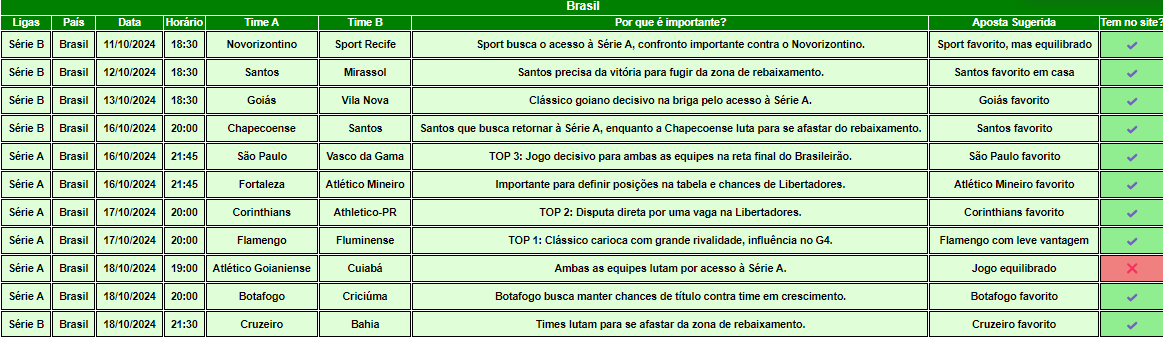 Brasil
Ligas País Data Horário Time A Time B Por que é importante? Aposta Sugerida Tem no site?
Série B Brasil 11/10/2024 18:30 Novorizontino Sport Recife Sport busca o acesso à Série A, confronto importante contra o Novorizontino. Sport favorito, mas equilibrado
Série B Brasil 12/10/2024 18:30 Santos Mirassol Santos precisa da vitória para fugir da zona de rebaixamento. Santos favorito em casa
Série B Brasil 13/10/2024 18:30 Goiás Vila Nova Clássico goiano decisivo na briga pelo acesso à Série A. Goiás favorito
Série B Brasil 16/10/2024 20:00 Chapecoense Santos Santos que busca retornar à Série A, enquanto a Chapecoense luta para se afastar do rebaixamento. Santos favorito
Série A Brasil 16/10/2024 21:45 São Paulo Vasco da Gama TOP 3: Jogo decisivo para ambas as equipes na reta final do Brasileirão. São Paulo favorito
Série A Brasil 16/10/2024 21:45 Fortaleza Atlético Mineiro Importante para definir posições na tabela e chances de Libertadores. Atlético Mineiro favorito
Série A Brasil 17/10/2024 20:00 Corinthians Athletico-PR TOP 2: Disputa direta por uma vaga na Libertadores. Corinthians favorito
Série A Brasil 17/10/2024 20:00 Flamengo Fluminense TOP 1: Clássico carioca com grande rivalidade, influência no G4. Flamengo com leve vantagem
Série A Brasil 18/10/2024 19:00 Atlético Goianiense Cuiabá Ambas as equipes lutam por acesso à Série A. Jogo equilibrado
Série A Brasil 18/10/2024 20:00 Botafogo Criciúma Botafogo busca manter chances de título contra time em crescimento. Botafogo favorito
Série B Brasil 18/10/2024 21:30 Cruzeiro Bahia Times lutam para se afastar da zona de rebaixamento. Cruzeiro favorito